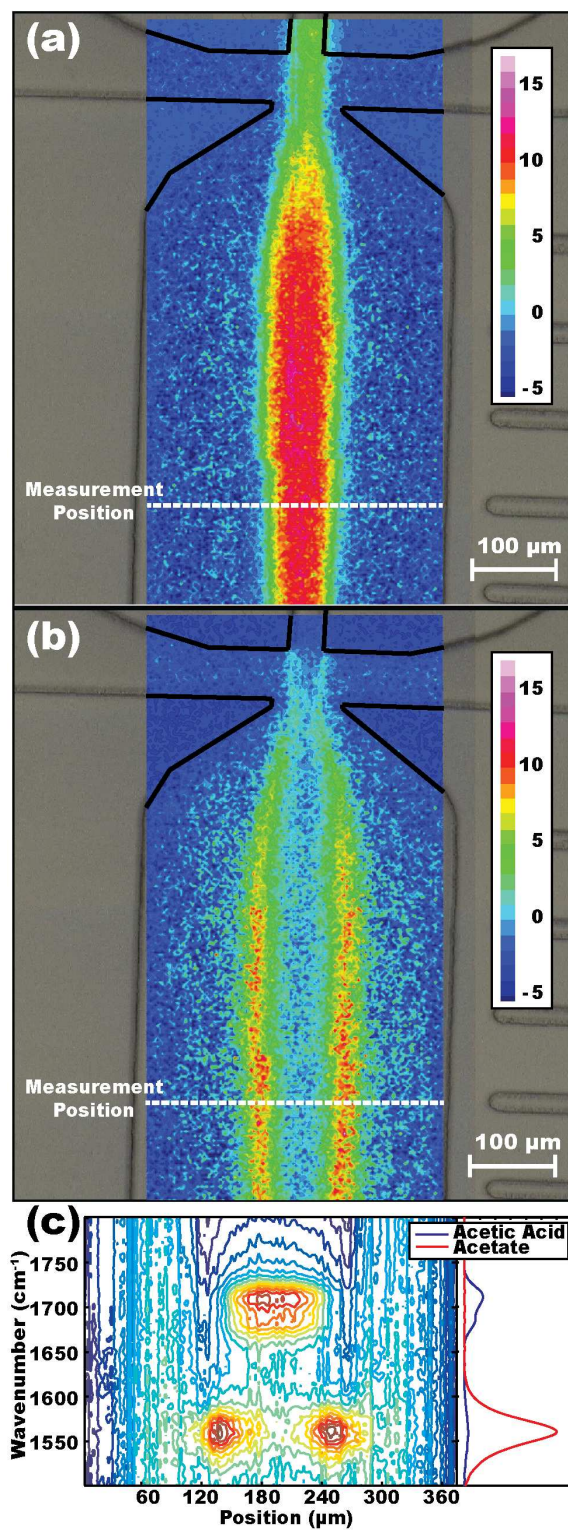 (a)
15
10
5
0
-5
Measurement
Position
100 µm
(b)
15
10
5
0
-5
Measurement
Position
100 µm
(c)
Acetic Acid
Acetate
Wavenumber (cm-1)
1750
1700
1650
1600
1550
60 120 180 240 300 360
Position (µm)